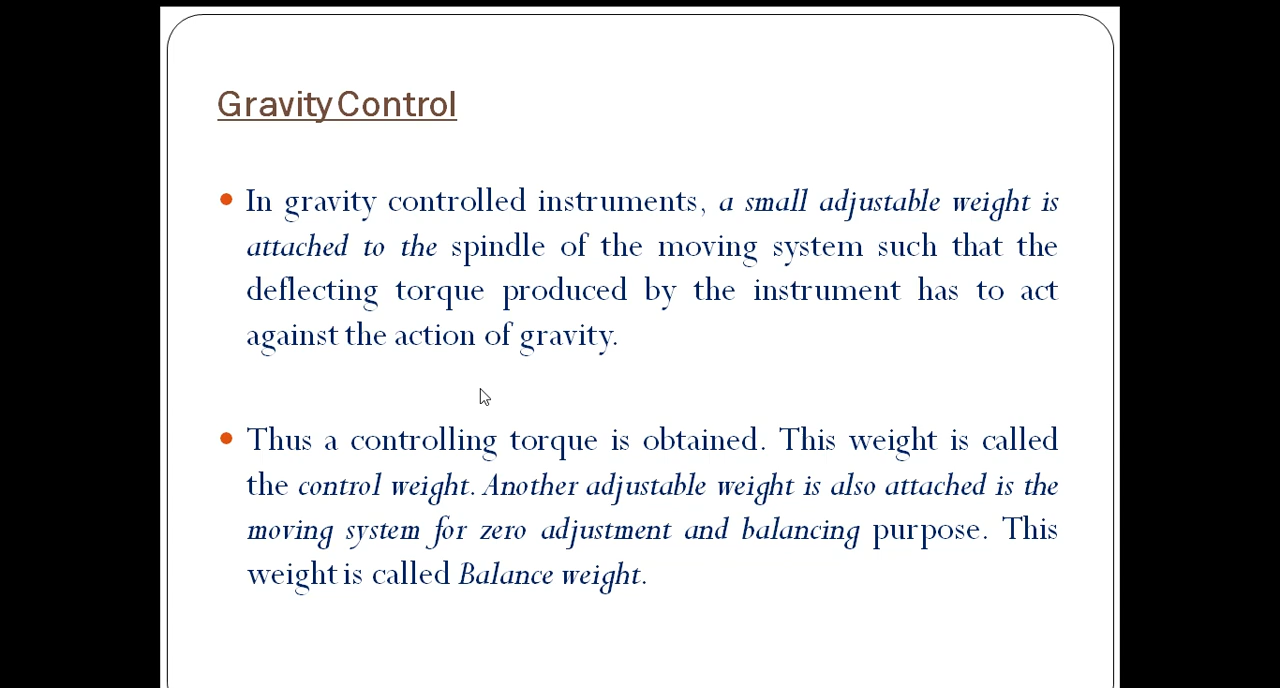 Gravity Control
• In gravity controlled instruments, a small adjustable weight is
attached to the spindle of the moving system such that the
deflecting torque produced by the instrument has to act
against the action of gravity.
• Thus a controlling torque is obtained. This weight is called
the control weight. Another adjustable weight is also attached is the
moving system for zero adjustment and balancing purpose. This
weight is called Balance weight.